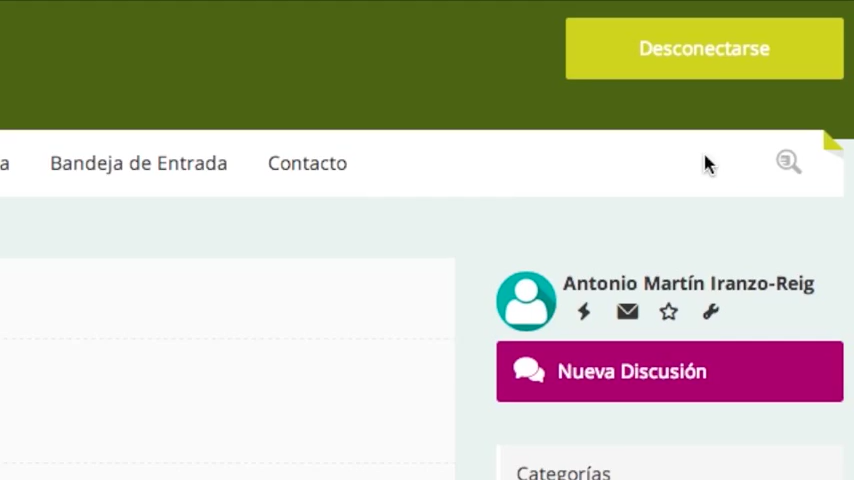 Desconectarse
a Bandeja de Entrada Contacto
Antonio Martín Iranzo-Reig
Nueva Discusión
Categorías